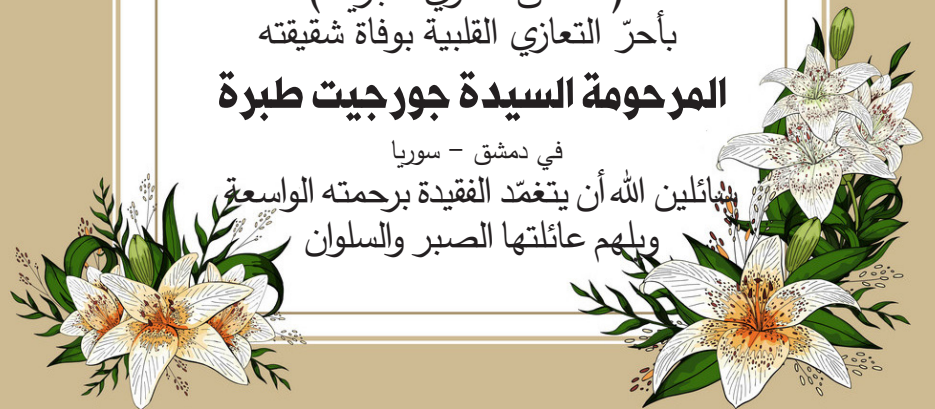 بأحرّ التعازي القلبية بوفاة شقيقته
المرحومة السيدة جورجيت طبرة
في دمشق – سوريا
سائلين الله أن يتغمّد الفقيدة برحمته الواسعة
ويلهم عائلتها الصبر والسلوان